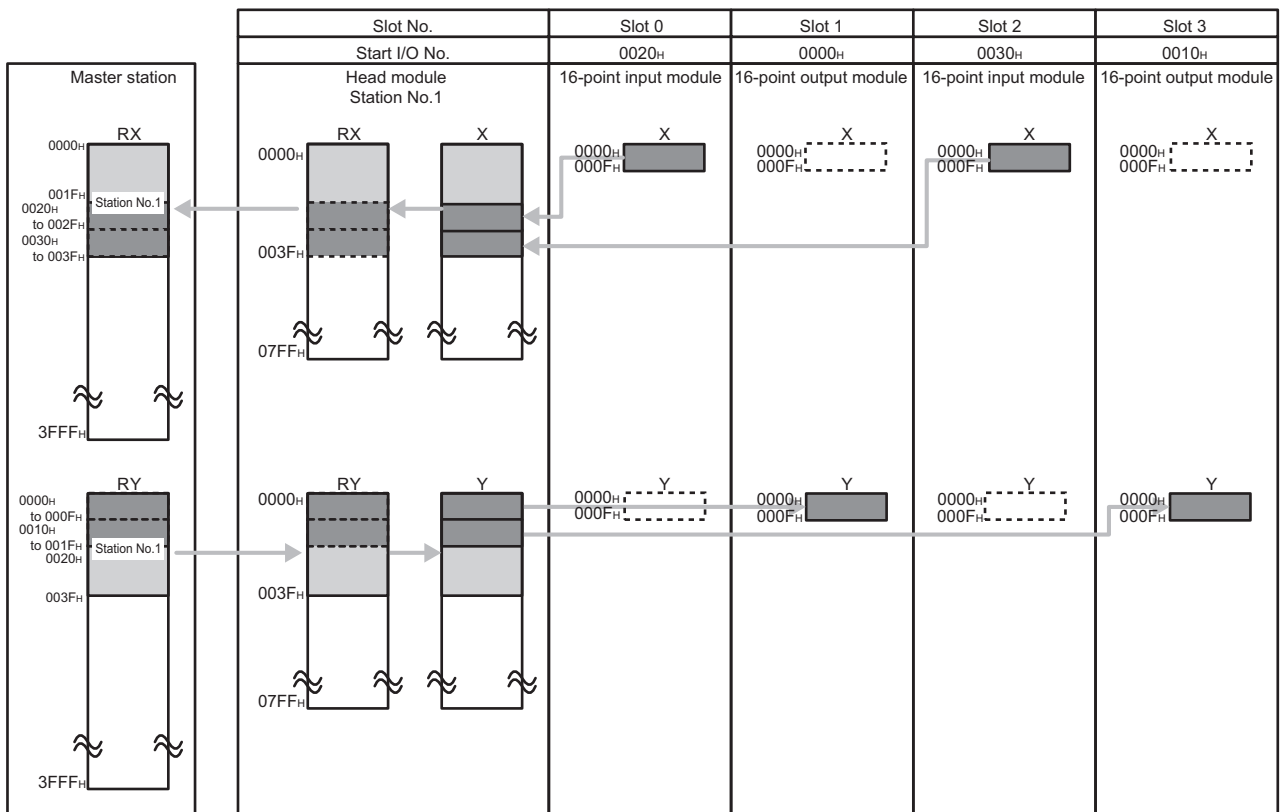 Slot No.
Slot 0
Slot 1
Slot 2
Slot 3
Start I/O No.
0020H
0000H
0030H
0010H
Master station
Head module
Station No.1
16-point input module
16-point output module
16-point input module
16-point output module
RX
0000H
001FH
0020H
to 002FH
0030H
to 003FH
Station No.1
3FFFH
RX
0000H
003FH
07FFH
X
X
0000H
000FH
X
0000H
000FH
X
0000H
000FH
X
0000H
000FH
RY
0000H
to 000FH
0010H
to 001FH
0020H
Station No.1
003FH
3FFFH
RY
0000H
003FH
07FFH
Y
Y
0000H
000FH
Y
0000H
000FH
Y
0000H
000FH
Y
0000H
000FH